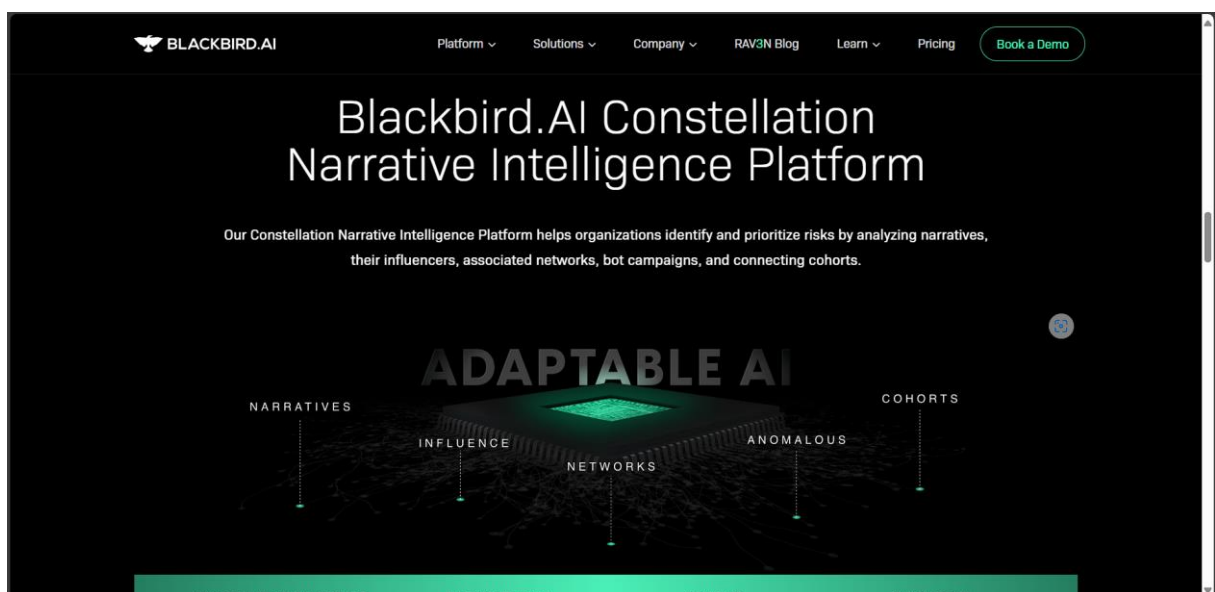 BLACKBIRD.AI
Platform
Solutions
Company
RAV3N Blog
Learn
Pricing
Book a Demo
Blackbird.AI Constellation
Narrative Intelligence Platform
Our Constellation Narrative Intelligence Platform helps organizations identify and prioritize risks by analyzing narratives,
their influencers, associated networks, bot campaigns, and connecting cohorts.
ADAPTABLE AI
NARRATIVES
INFLUENCE
NETWORKS
ANOMALOUS
COHORTS